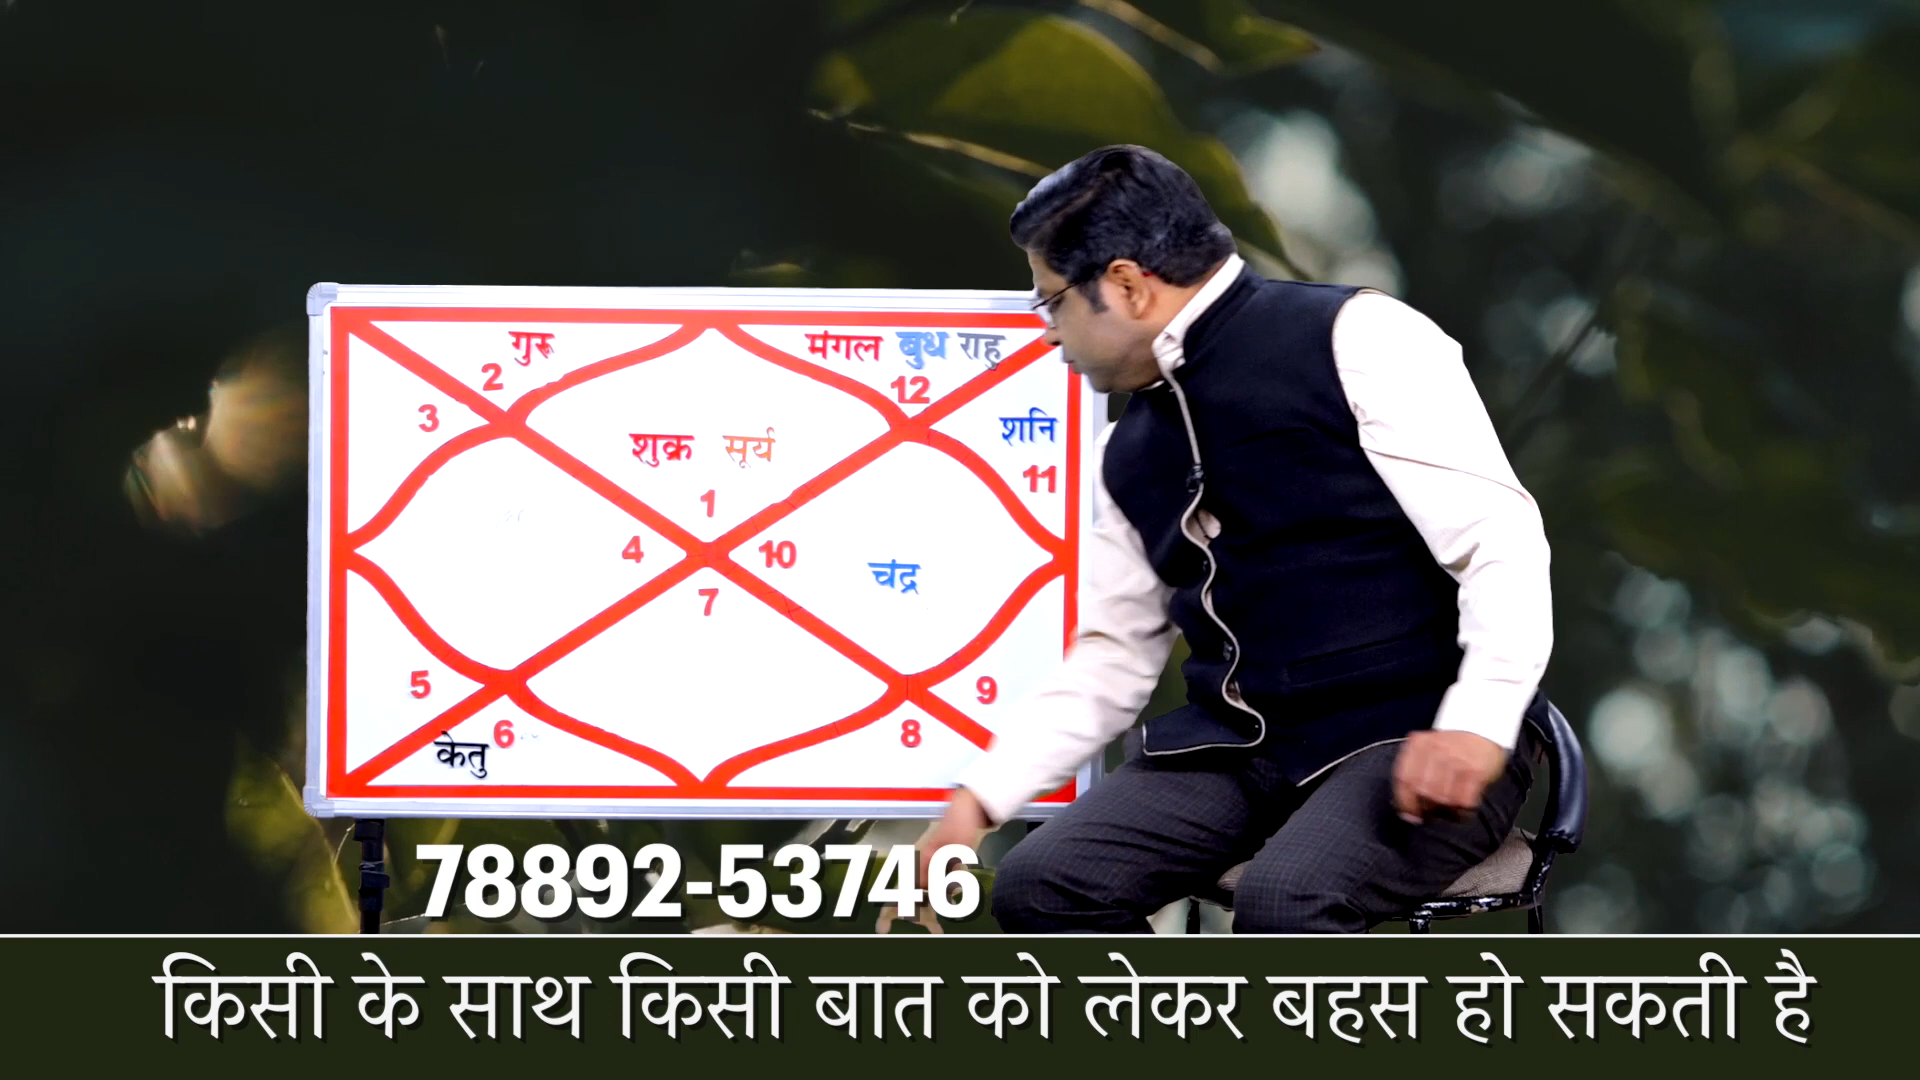 गुरू
मंगल बुध राहु
2
12
3
शनि
शुक्र सूर्य
11
1
4
10
चंद्र
7
5
9
6
8
केतु
78892-53746
किसी के साथ किसी बात को लेकर बहस हो सकती है